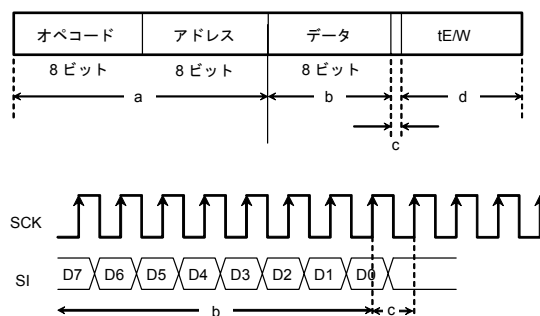 オペコード アドレス データ tE/W
8 ビット 8 ビット 8 ビット
a b d
c
SCK
SI D7 D6 D5 D4 D3 D2 D1 D0
b c